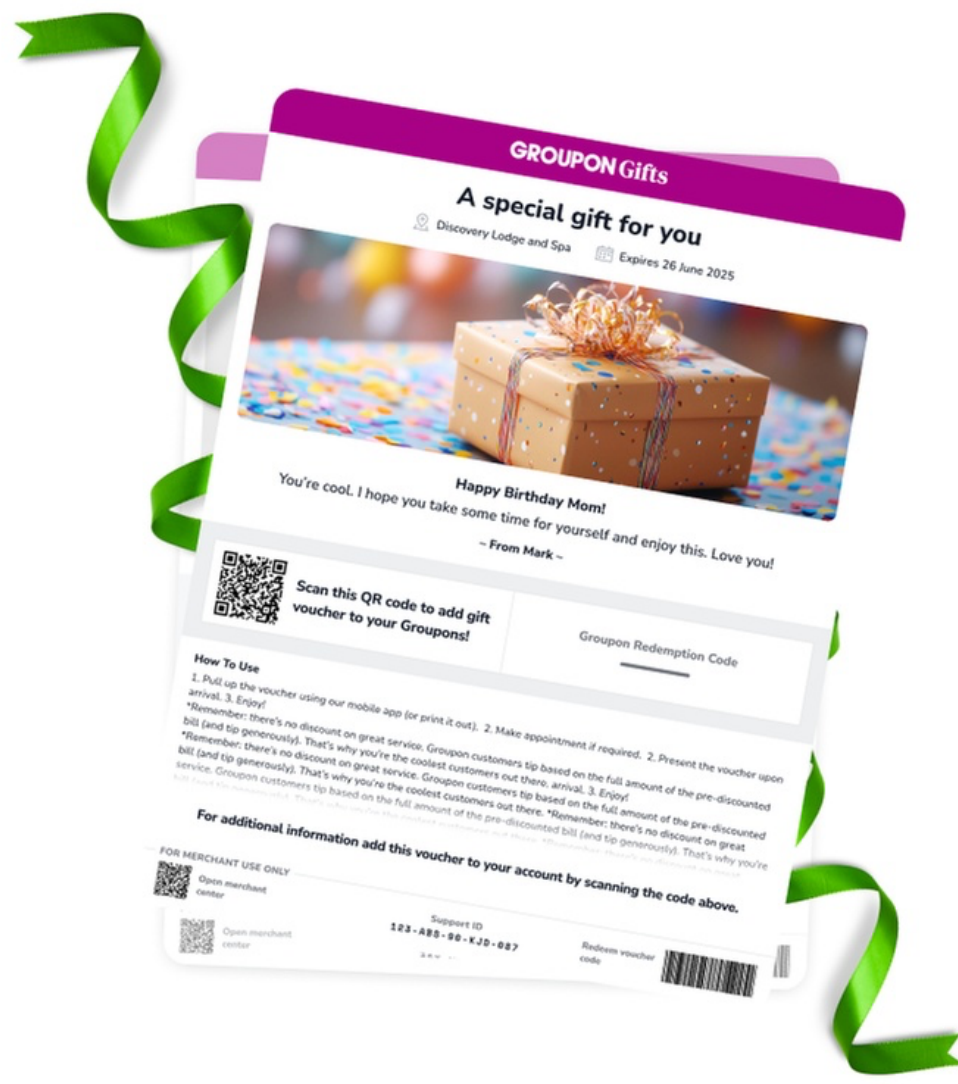 GROUPON Gifts
A special gift for you
Discovery Lodge and Spa
Expires 26 June 2025
Happy Birthday Mom!
You're cool. I hope you take some time for yourself and enjoy this. Love you!
– From Mark –
Scan this QR code to add gift
voucher to your Groupons!
Groupon Redemption Code
How To Use
1. Pull up the voucher using our mobile app (or print it out). 2. Make appointment if required. 2. Present the voucher upon
arrival. 3. Enjoy!
*Remember: there's no discount on great service. Groupon customers tip based on the full amount of the pre-discounted
bill (and tip generously). That's why you're the coolest customers out there. arrival. 3. Enjoy!
*Remember: there's no discount on great service. Groupon customers tip based on the full amount of the pre-discounted
bill (and tip generously). That's why you're the coolest customers out there. *Remember: there's no discount on great
service. Groupon customers tip based on the full amount of the pre-discounted bill (and tip generously). That's why you're
For additional information add this voucher to your account by scanning the code above.
FOR MERCHANT USE ONLY
Open merchant
center
Support ID
123-ABS-90-KJD-087
Redeem voucher
code
Open merchant
center